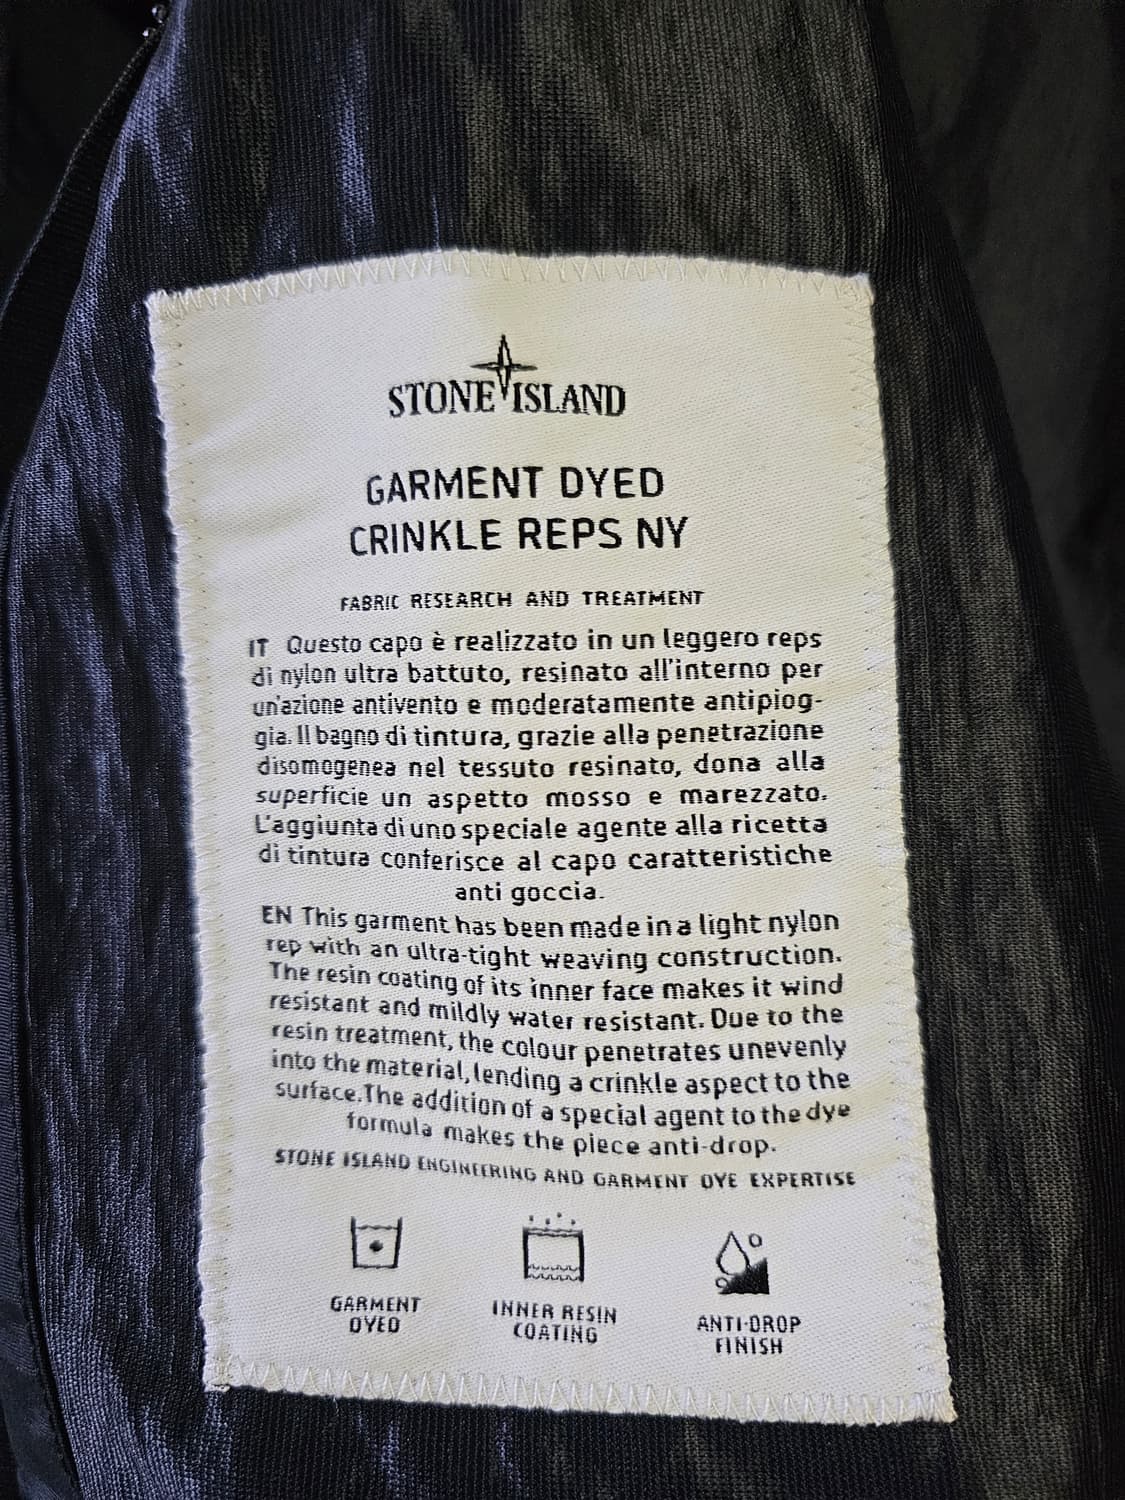 STONE ISLAND
GARMENT DYED
CRINKLE REPS NY
FABRIC RESEARCH AND TREATMENT
IT Questo capo è realizzato in un leggero reps
di nylon ultra battuto, resinato all'interno per
un'azione antivento e moderatamente antipiog-
gia. Il bagno di tintura, grazie alla penetrazione
disomogenea nel tessuto resinato, dona alla
superficie un aspetto mosso e marezzato.
L'aggiunta di uno speciale agente alla ricetta
di tintura conferisce al capo caratteristiche
anti goccia.
EN This garment has been made in a light nylon
rep with an ultra-tight weaving construction.
The resin coating of its inner face makes it wind
resistant and mildly water resistant. Due to the
resin treatment, the colour penetrates unevenly
into the material, lending a crinkle aspect to the
surface.The addition of a special agent to the dye
formula makes the piece anti-drop.
STONE ISLAND ENGINEERING AND GARMENT DYE EXPERTISE
GARMENT
DYED
INNER RESIN
COATING
ANTI-DROP
FINISH